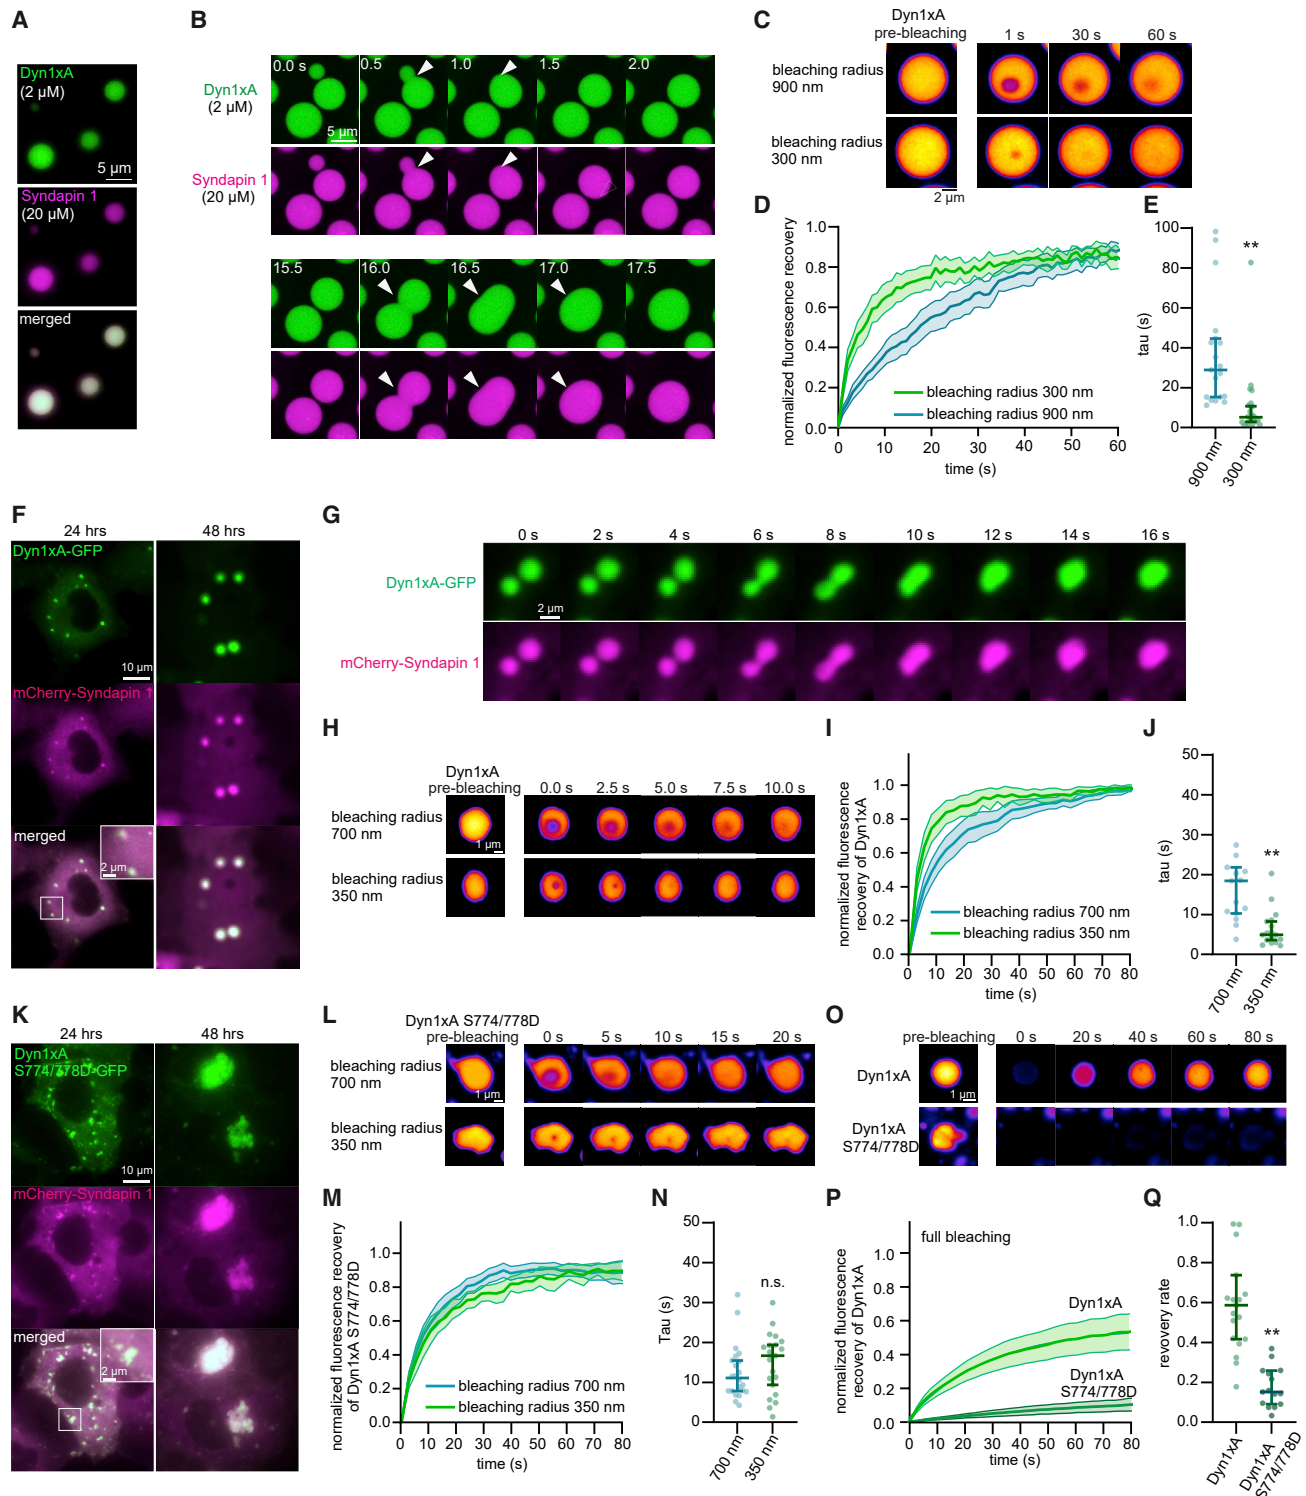 A
Dyn1xA
(2 µM)
5 µm
Syndapin 1
(20 µM)
merged
B
Dyn1xA
(2 µM)
Syndapin 1
(20 µM)
0.0 s 0.5 1.0 1.5 2.0
5 µm
15.5 16.0 16.5 17.0 17.5
C
Dyn1xA
pre-bleaching 1 s 30 s 60 s
bleaching radius
900 nm
bleaching radius
300 nm
2 µm
D
normalized fluorescence recovery
1.0
0.8
0.6
0.4
0.2
0.0
bleaching radius 300 nm
bleaching radius 900 nm
0 10 20 30 40 50 60
time (s)
E
tau (s)
100
80
60
40
20
0
**
900 nm
300 nm
F
24 hrs 48 hrs
Dyn1xA-GFP
10 µm
mCherry-Syndapin 1
merged
2 µm
G
0 s 2 s 4 s 6 s 8 s 10 s 12 s 14 s 16 s
Dyn1xA-GFP
2 µm
mCherry-Syndapin 1
H
Dyn1xA
pre-bleaching 0.0 s 2.5 s 5.0 s 7.5 s 10.0 s
bleaching radius
700 nm
1 µm
bleaching radius
350 nm
I
normalized fluorescence
recovery of Dyn1xA
1.0
0.8
0.6
0.4
0.2
0.0
bleaching radius 700 nm
bleaching radius 350 nm
0 10 20 30 40 50 60 70 80
time (s)
J
tau (s)
50
40
30
20
10
0
**
700 nm
350 nm
K
24 hrs 48 hrs
Dyn1xA
S774/778D-GFP
10 µm
mCherry-Syndapin 1
merged
2 µm
L
Dyn1xA S774/778D
pre-bleaching 0 s 5 s 10 s 15 s 20 s
bleaching radius
700 nm
1 µm
bleaching radius
350 nm
M
normalized fluorescence recovery
of Dyn1xA S774/778D
1.0
0.8
0.6
0.4
0.2
0.0
bleaching radius 700 nm
bleaching radius 350 nm
0 10 20 30 40 50 60 70 80
time (s)
N
Tau (s)
50
40
30
20
10
0
n.s.
700 nm
350 nm
O
pre-bleaching 0 s 20 s 40 s 60 s 80 s
Dyn1xA
1 µm
Dyn1xA
S774/778D
P
normalized fluorescence
recovery of Dyn1xA
full bleaching
1.0
0.8
0.6
0.4
0.2
0.0
Dyn1xA
Dyn1xA
S774/778D
0 10 20 30 40 50 60 70 80
time (s)
Q
revovery rate
1.0
0.8
0.6
0.4
0.2
0.0
**
Dyn1xA
Dyn1xA
S774/778D